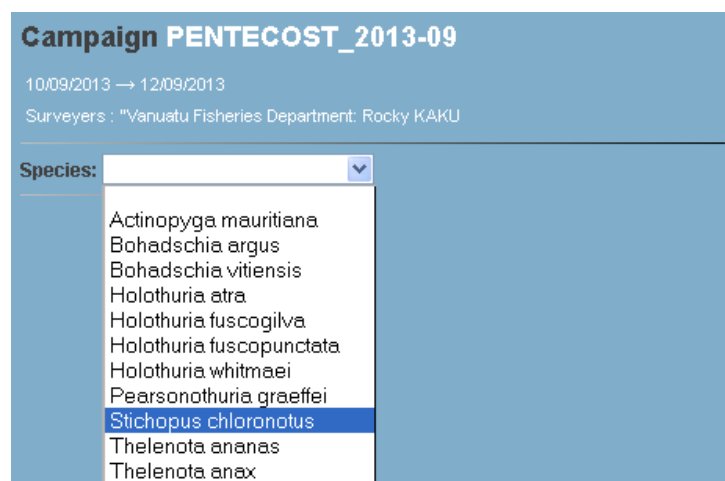 Campaign PENTECOST_2013-09
10/09/2013 → 12/09/2013
Surveyers : "Vanuatu Fisheries Department: Rocky KAKU
Species:
Actinopyga mauritiana
Bohadschia argus
Bohadschia vitiensis
Holothuria atra
Holothuria fuscogilva
Holothuria fuscopunctata
Holothuria whitmaei
Pearsonothuria graeffei
Stichopus chloronotus
Thelenota ananas
Thelenota anax